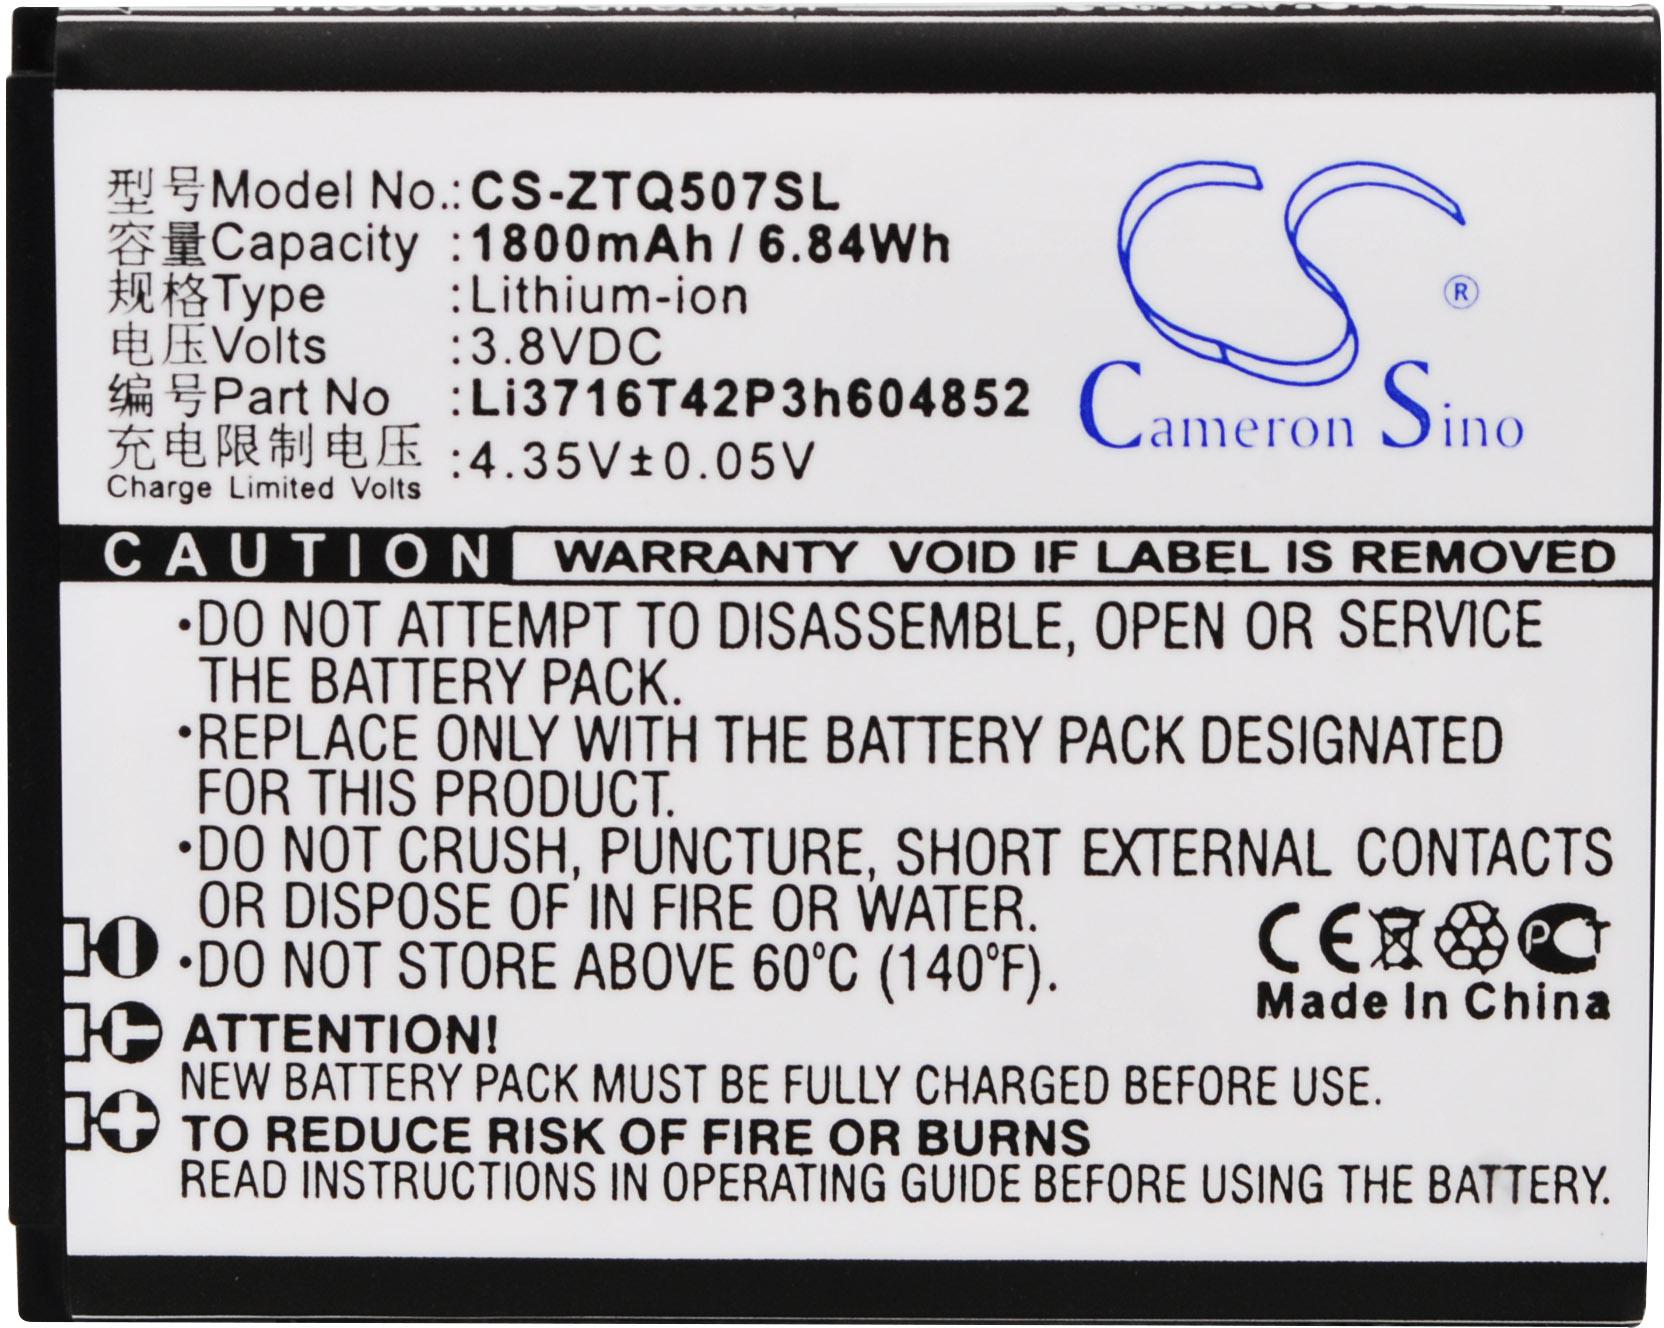 Insert this direction
型号Model No.: CS-ZTQ507SL
容量Capacity : 1800mAh / 6.84Wh
规格Type : Lithium-ion
电压Volts : 3.8VDC
编号Part No : Li3716T42P3h604852
充电限制电压 : 4.35V±0.05V
Charge Limited Volts
CS
®
Cameron Sino
CAUTION WARRANTY VOID IF LABEL IS REMOVED
•DO NOT ATTEMPT TO DISASSEMBLE, OPEN OR SERVICE
THE BATTERY PACK.
•REPLACE ONLY WITH THE BATTERY PACK DESIGNATED
FOR THIS PRODUCT.
•DO NOT CRUSH, PUNCTURE, SHORT EXTERNAL CONTACTS
OR DISPOSE OF IN FIRE OR WATER.
•DO NOT STORE ABOVE 60°C (140°F).
CE PCT
Made In China
ATTENTION!
NEW BATTERY PACK MUST BE FULLY CHARGED BEFORE USE.
TO REDUCE RISK OF FIRE OR BURNS
READ INSTRUCTIONS IN OPERATING GUIDE BEFORE USING THE BATTERY.